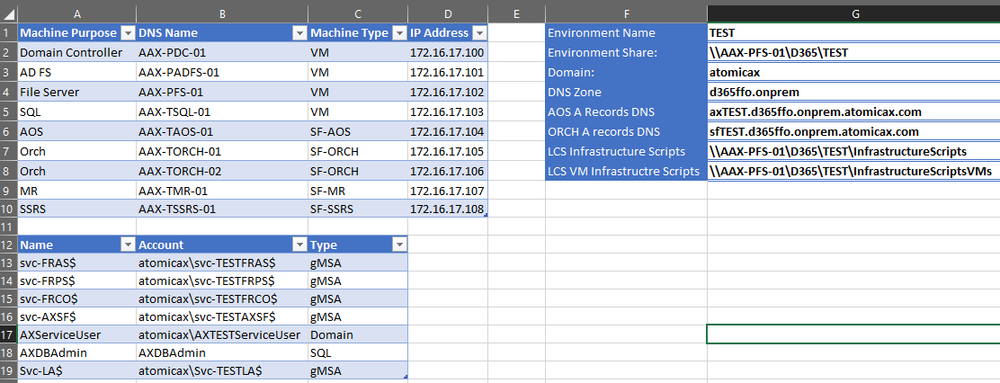 A B C D E F G
1 Machine Purpose DNS Name Machine Type IP Address Environment Name TEST
2 Domain Controller AAX-PDC-01 VM 172.16.17.100 Environment Share: \\AAX-PFS-01\D365\TEST
3 AD FS AAX-PADFS-01 VM 172.16.17.101 Domain: atomicax
4 File Server AAX-PFS-01 VM 172.16.17.102 DNS Zone d365ffo.onprem
5 SQL AAX-TSQL-01 VM 172.16.17.103 AOS A Records DNS axTEST.d365ffo.onprem.atomicax.com
6 AOS AAX-TAOS-01 SF-AOS 172.16.17.104 ORCH A records DNS sfTEST.d365ffo.onprem.atomicax.com
7 Orch AAX-TORCH-01 SF-ORCH 172.16.17.105 LCS Infrastructure Scripts \\AAX-PFS-01\D365\TEST\InfrastructureScripts
8 Orch AAX-TORCH-02 SF-ORCH 172.16.17.106 LCS VM Infrastructre Scripts \\AAX-PFS-01\D365\TEST\InfrastructureScriptsVMs
9 MR AAX-TMR-01 SF-MR 172.16.17.107
10 SSRS AAX-TSSRS-01 SF-SSRS 172.16.17.108
11
12 Name Account Type
13 svc-FRAS$ atomicax\svc-TESTFRAS$ gMSA
14 svc-FRPS$ atomicax\svc-TESTFRPS$ gMSA
15 svc-FRCO$ atomicax\svc-TESTFRCO$ gMSA
16 svc-AXSF$ atomicax\svc-TESTAXSF$ gMSA
17 AXServiceUser atomicax\AXTESTServiceUser Domain
18 AXDBAdmin AXDBAdmin SQL
19 Svc-LA$ atomicax\Svc-TESTLA$ gMSA